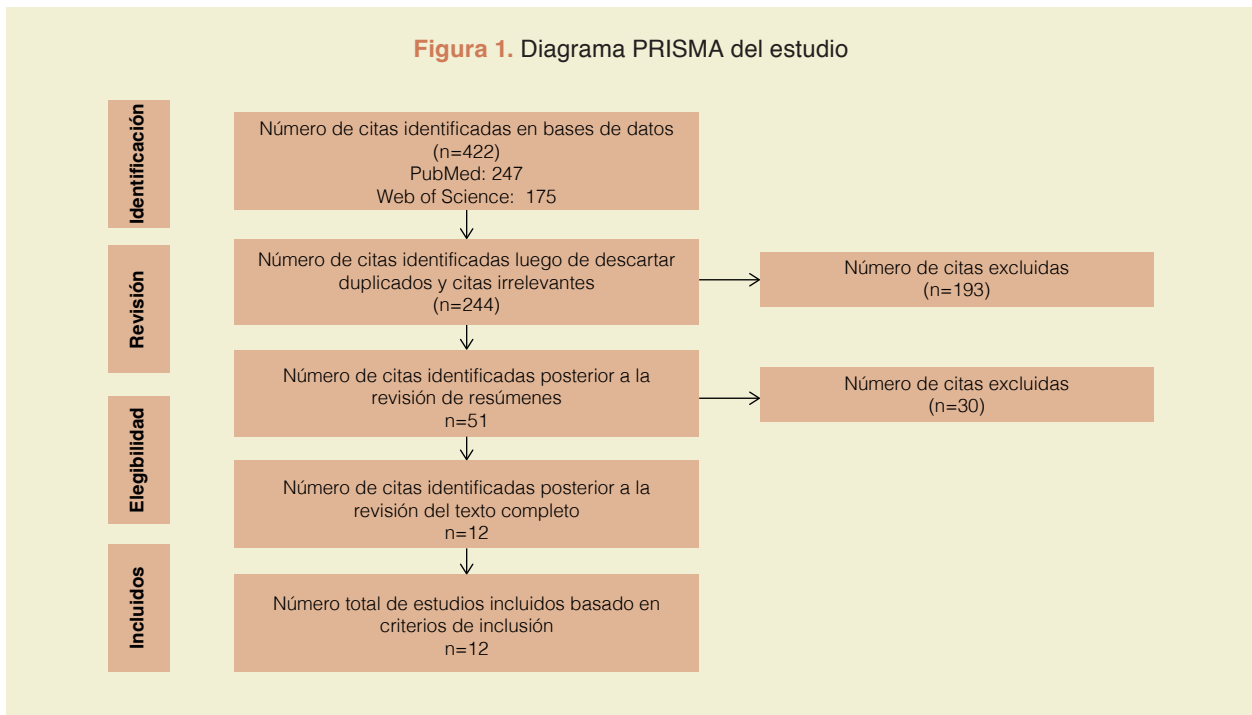 Figura 1. Diagrama PRISMA del estudio
Identificación
Número de citas identificadas en bases de datos
(n=422)
PubMed: 247
Web of Science: 175
Revisión
Número de citas identificadas luego de descartar
duplicados y citas irrelevantes
(n=244)
Número de citas excluidas
(n=193)
Número de citas identificadas posterior a la
revisión de resúmenes
n=51
Número de citas excluidas
(n=30)
Elegibilidad
Número de citas identificadas posterior a la
revisión del texto completo
n=12
Incluidos
Número total de estudios incluidos basado en
criterios de inclusión
n=12